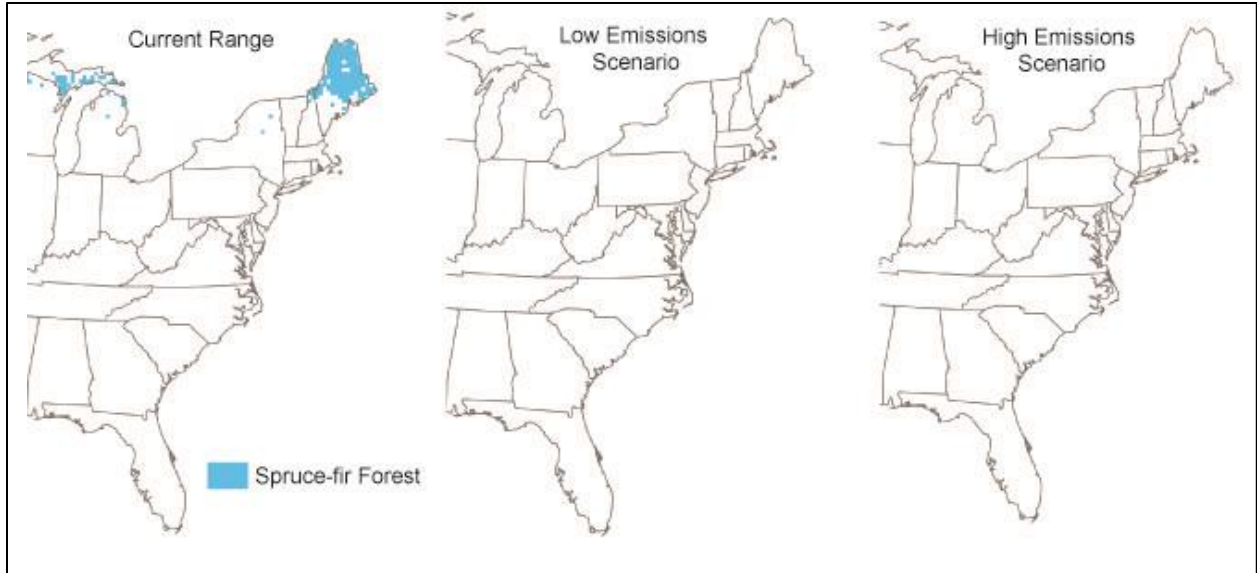 Current Range
Low Emissions
Scenario
High Emissions
Scenario
Spruce-fir Forest